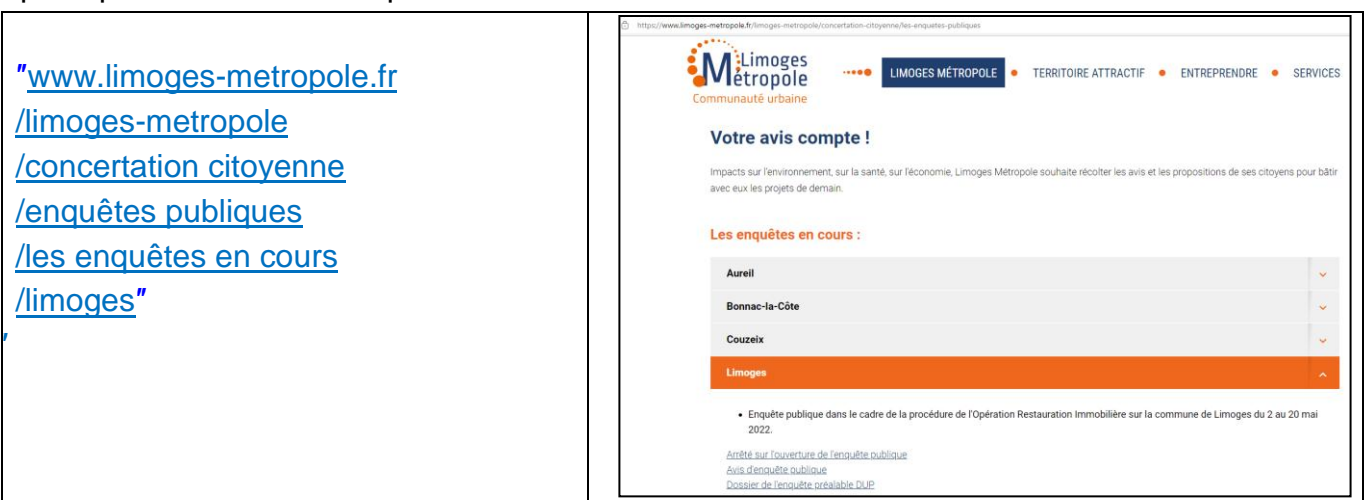 "www.limoges-metropole.fr
/limoges-metropole
/concertation citoyenne
/enquêtes publiques
/les enquêtes en cours
/limoges"
https://www.limoges-metropole.fr/limoges-metropole/concertation-citoyenne/les-enquetes-publiques
Limoges
Métropole
Communauté urbaine
LIMOGES MÉTROPOLE
TERRITOIRE ATTRACTIF
ENTREPRENDRE
SERVICES
Votre avis compte !
Impacts sur l'environnement, sur la santé, sur l'économie, Limoges Métropole souhaite récolter les avis et les propositions de ses citoyens pour bâtir
avec eux les projets de demain.
Les enquêtes en cours :
Aureil
Bonnac-la-Côte
Couzeix
Limoges
• Enquête publique dans le cadre de la procédure de l'Opération Restauration Immobilière sur la commune de Limoges du 2 au 20 mai
2022.
Arrêté sur l'ouverture de l'enquête publique
Avis d'enquête publique
Dossier de l'enquête préalable DUP